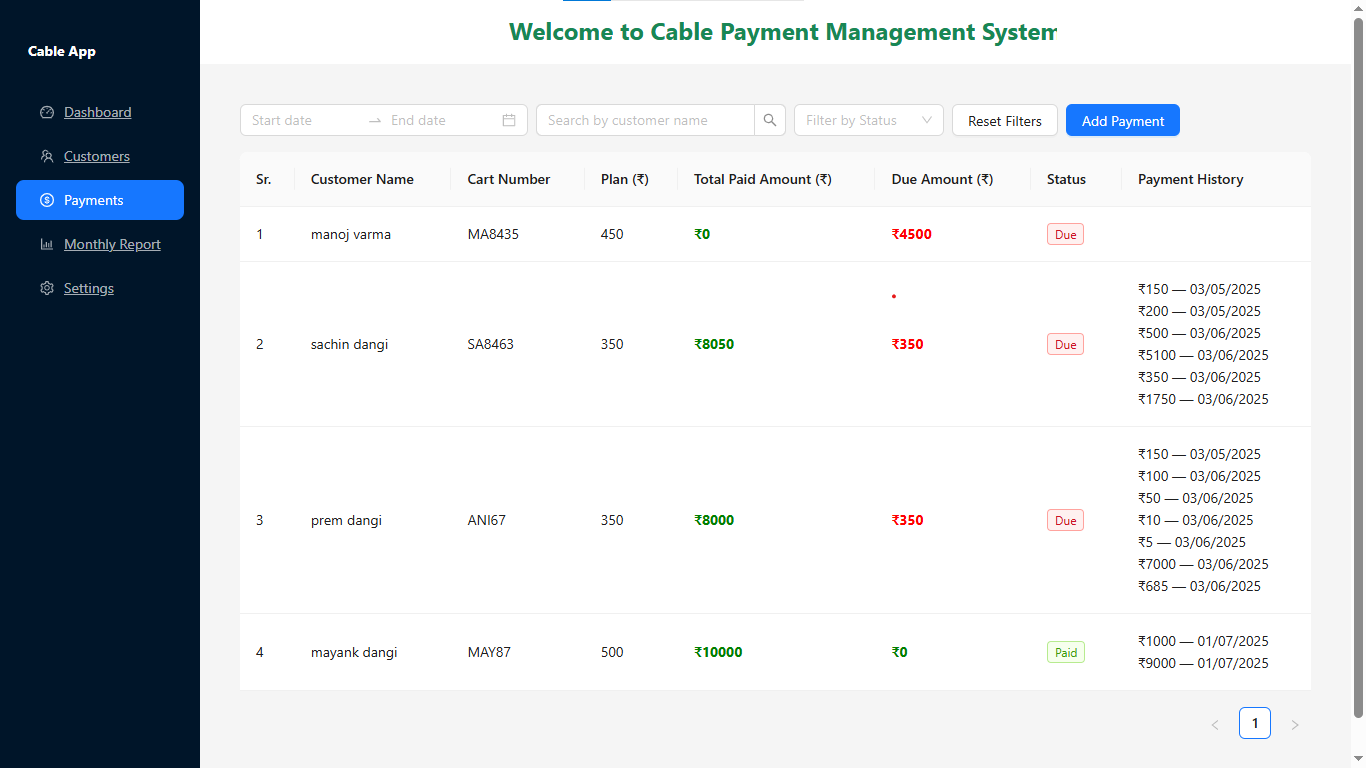 Cable App
Dashboard
Customers
Payments
Monthly Report
Settings
Welcome to Cable Payment Management System
Start date → End date Search by customer name Filter by Status Reset Filters Add Payment
Sr. Customer Name Cart Number Plan (₹) Total Paid Amount (₹) Due Amount (₹) Status Payment History
1 manoj varma MA8435 450 ₹0 ₹4500 Due
2 sachin dangi SA8463 350 ₹8050 ₹350 Due
₹150 — 03/05/2025
₹200 — 03/05/2025
₹500 — 03/06/2025
₹5100 — 03/06/2025
₹350 — 03/06/2025
₹1750 — 03/06/2025
3 prem dangi ANI67 350 ₹8000 ₹350 Due
₹150 — 03/05/2025
₹100 — 03/06/2025
₹50 — 03/06/2025
₹10 — 03/06/2025
₹5 — 03/06/2025
₹7000 — 03/06/2025
₹685 — 03/06/2025
4 mayank dangi MAY87 500 ₹10000 ₹0 Paid
₹1000 — 01/07/2025
₹9000 — 01/07/2025
1